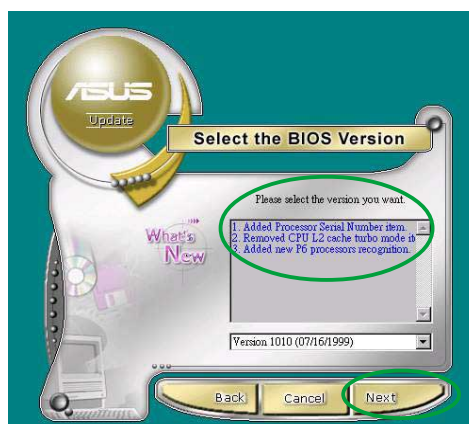 ASUS
Update
Select the BIOS Version
Please select the version you want.
What's
New
1. Added Processor Serial Number item.
2. Removed CPU L2 cache turbo mode it
3. Added new P6 processors recognition.
Version 1010 (07/16/1999)
Back
Cancel
Next